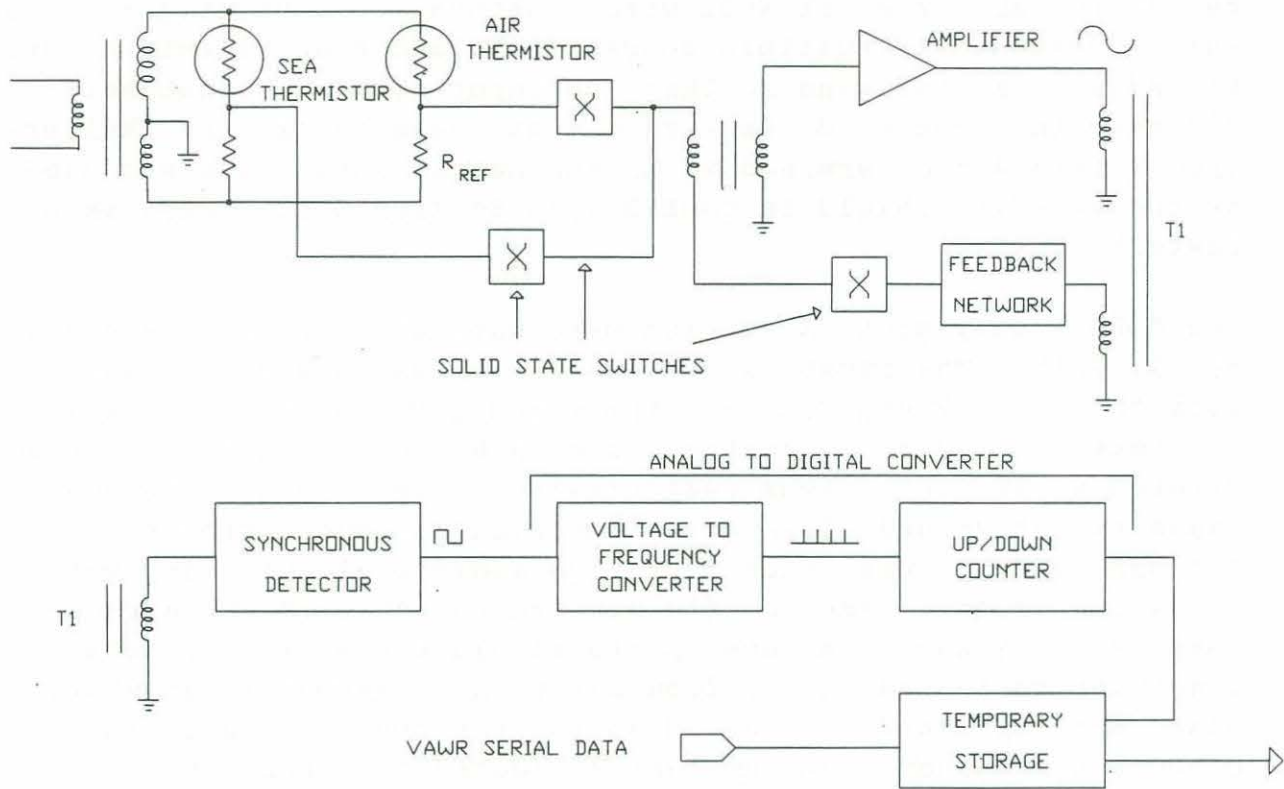 AIR
THERMISTOR
SEA
THERMISTOR
R REF
AMPLIFIER
T1
FEEDBACK
NETWORK
SOLID STATE SWITCHES
ANALOG TO DIGITAL CONVERTER
SYNCHRONOUS
DETECTOR
VOLTAGE TO
FREQUENCY
CONVERTER
UP/DOWN
COUNTER
T1
VAWR SERIAL DATA
TEMPORARY
STORAGE